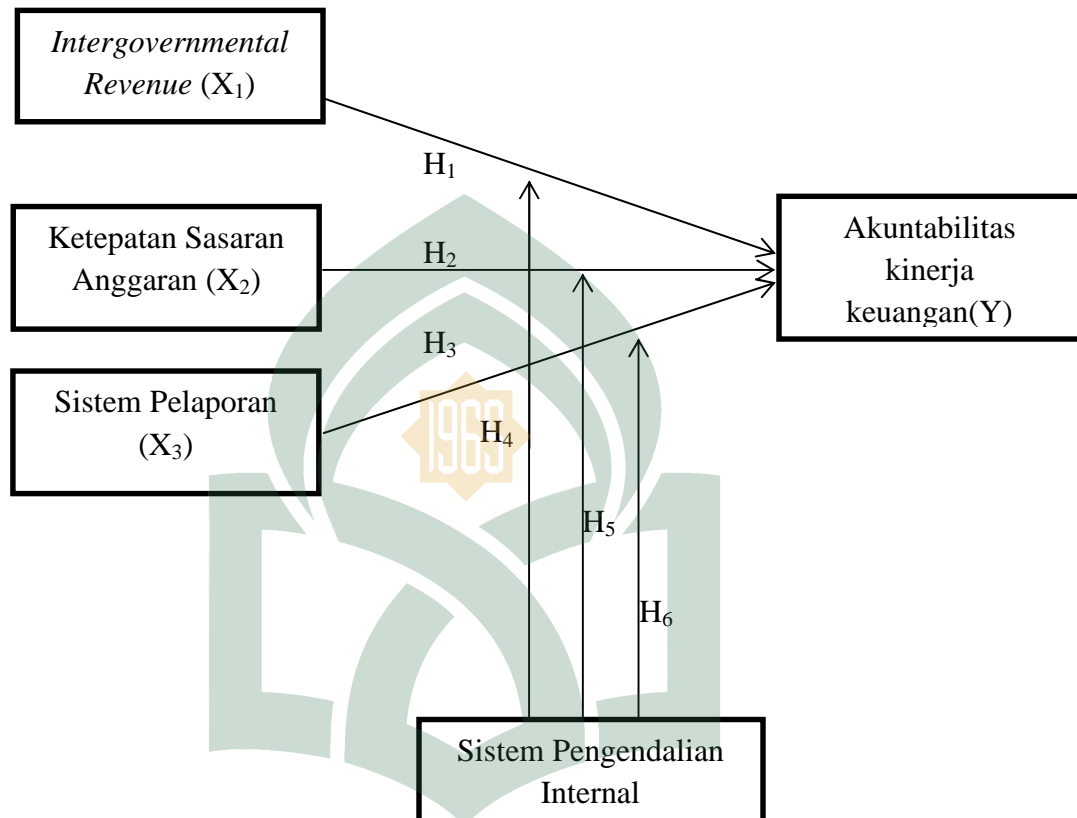 Intergovernmental
Revenue (X₁)
H₁
Ketepatan Sasaran
Anggaran (X₂)
H₂
Akuntabilitas
kinerja
keuangan(Y)
H₃
Sistem Pelaporan
(X₃)
1969
H₄
H₅
H₆
Sistem Pengendalian
Internal